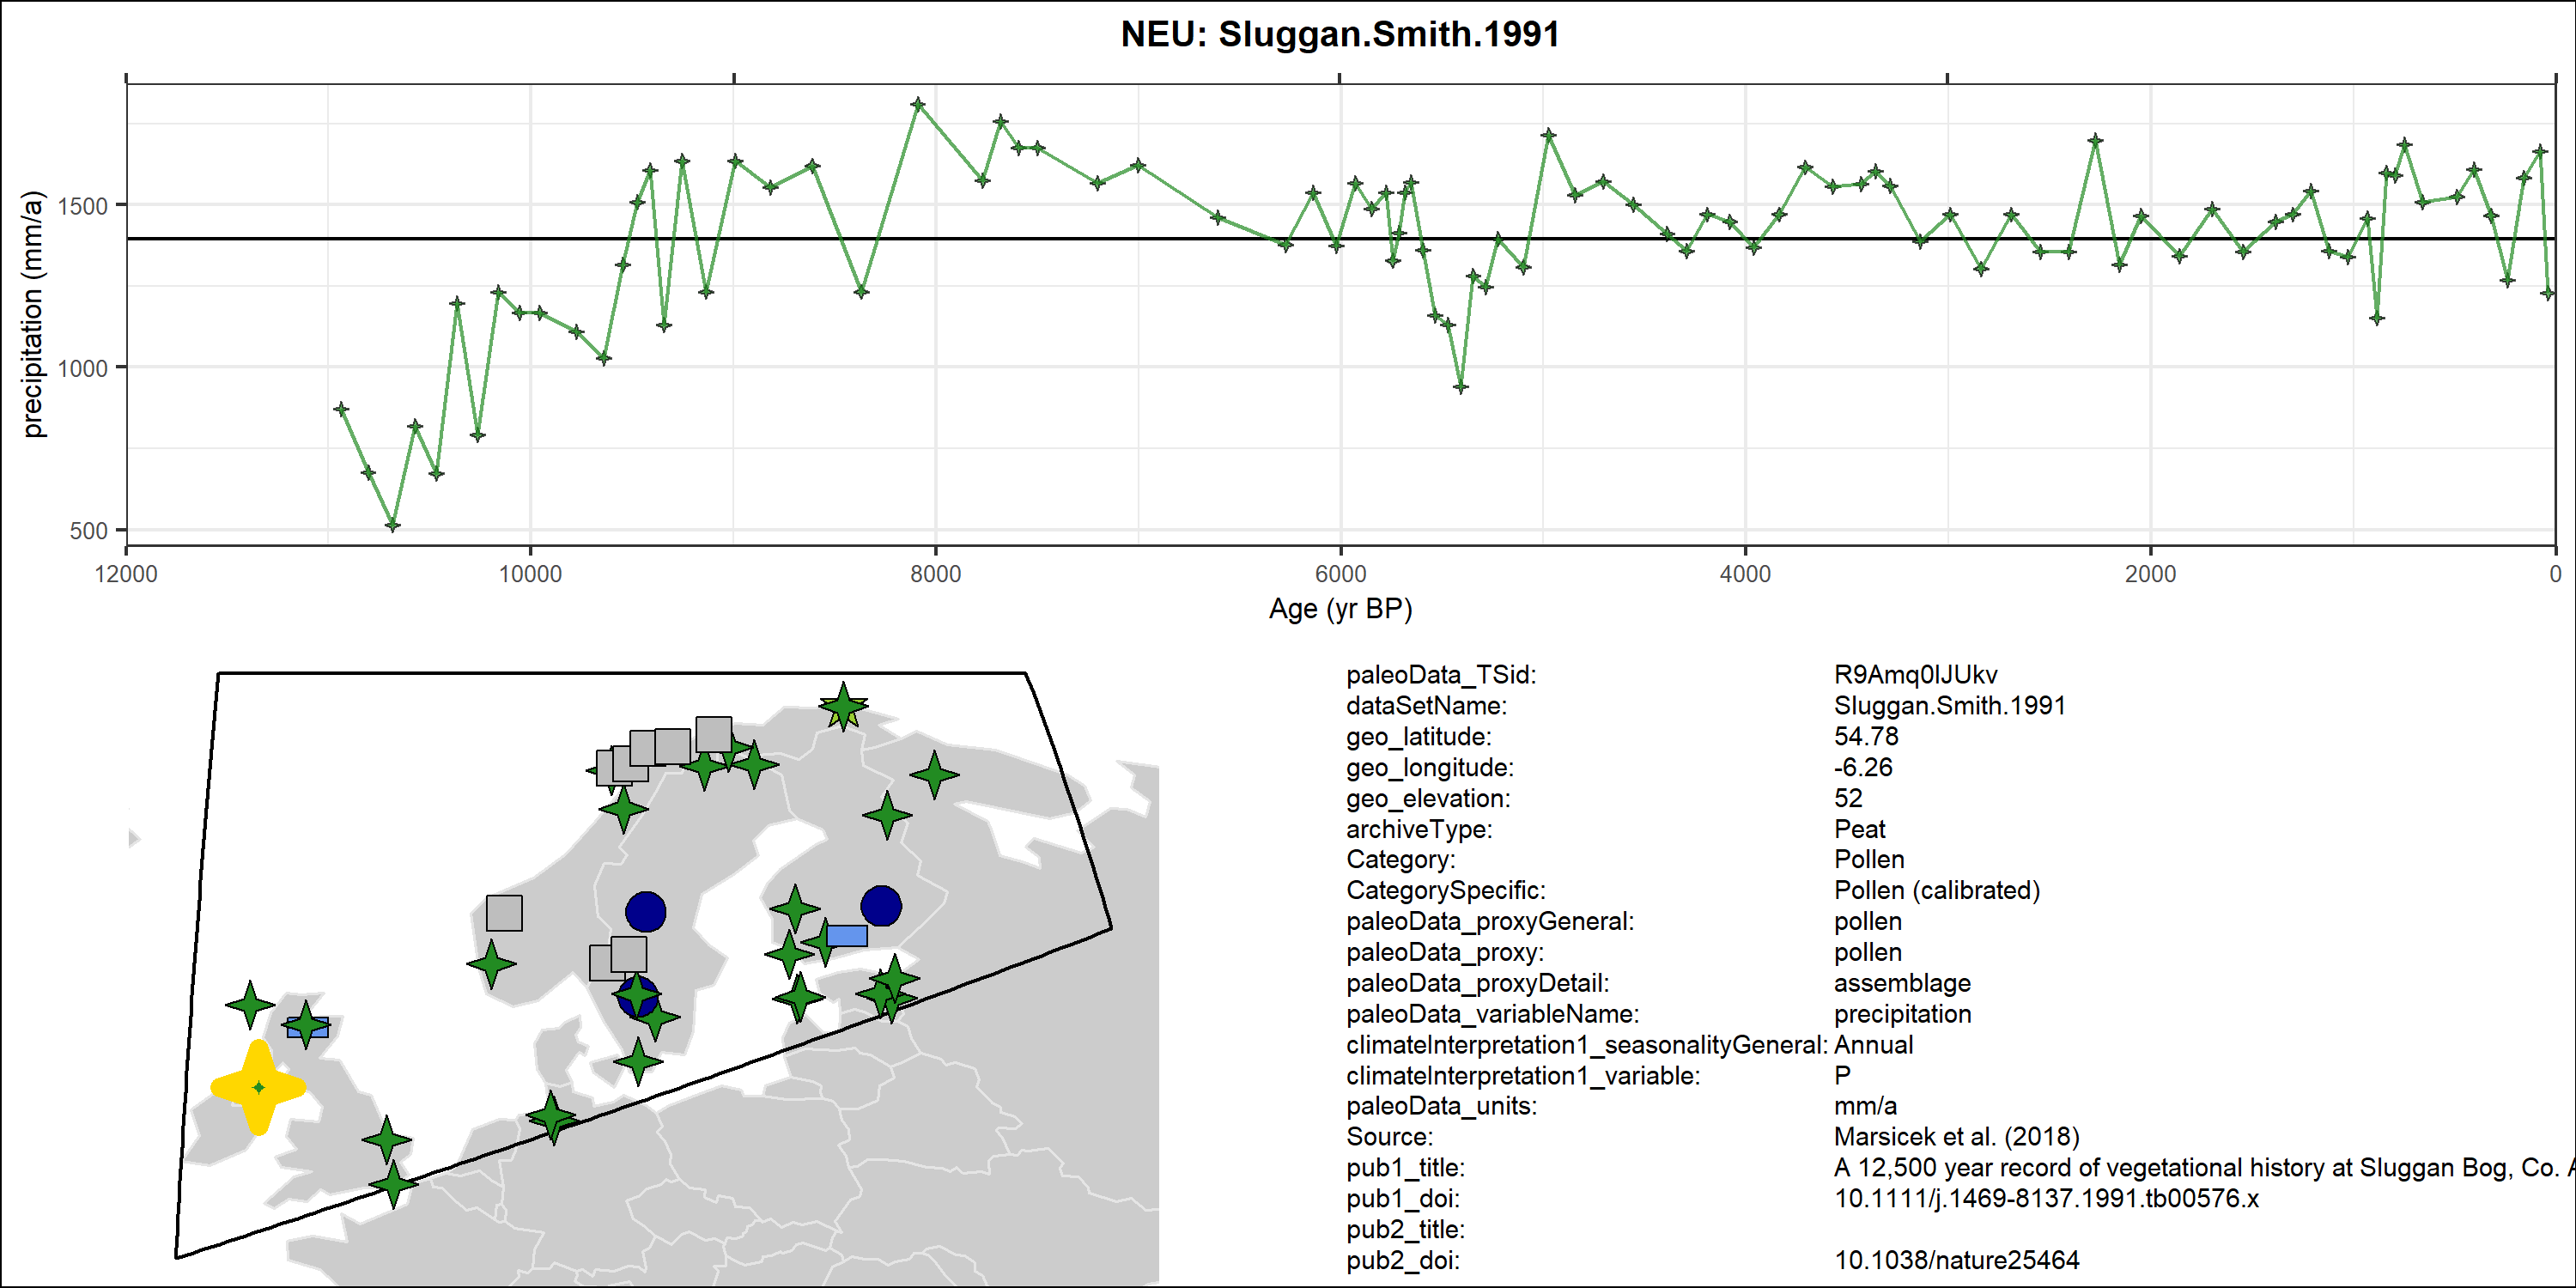 NEU: Sluggan.Smith.1991
precipitation (mm/a)
1500
1000
500
12000 10000 8000 6000 4000 2000 0
Age (yr BP)
paleoData_TSid: R9Amq0IJUkv
dataSetName: Sluggan.Smith.1991
geo_latitude: 54.78
geo_longitude: -6.26
geo_elevation: 52
archiveType: Peat
Category: Pollen
CategorySpecific: Pollen (calibrated)
paleoData_proxyGeneral: pollen
paleoData_proxy: pollen
paleoData_proxyDetail: assemblage
paleoData_variableName: precipitation
climateInterpretation1_seasonalityGeneral: Annual
climateInterpretation1_variable: P
paleoData_units: mm/a
Source: Marsicek et al. (2018)
pub1_title: A 12,500 year record of vegetational history at Sluggan Bog, Co.
pub1_doi: 10.1111/j.1469-8137.1991.tb00576.x
pub2_title:
pub2_doi: 10.1038/nature25464